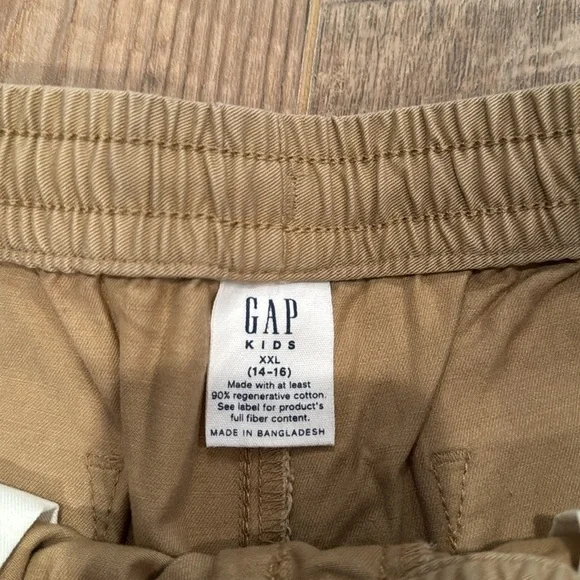 GAP
KIDS
XXL
(14-16)
Made with at least
90% regenerative cotton.
See label for product's
full fiber content.
MADE IN BANGLADESH